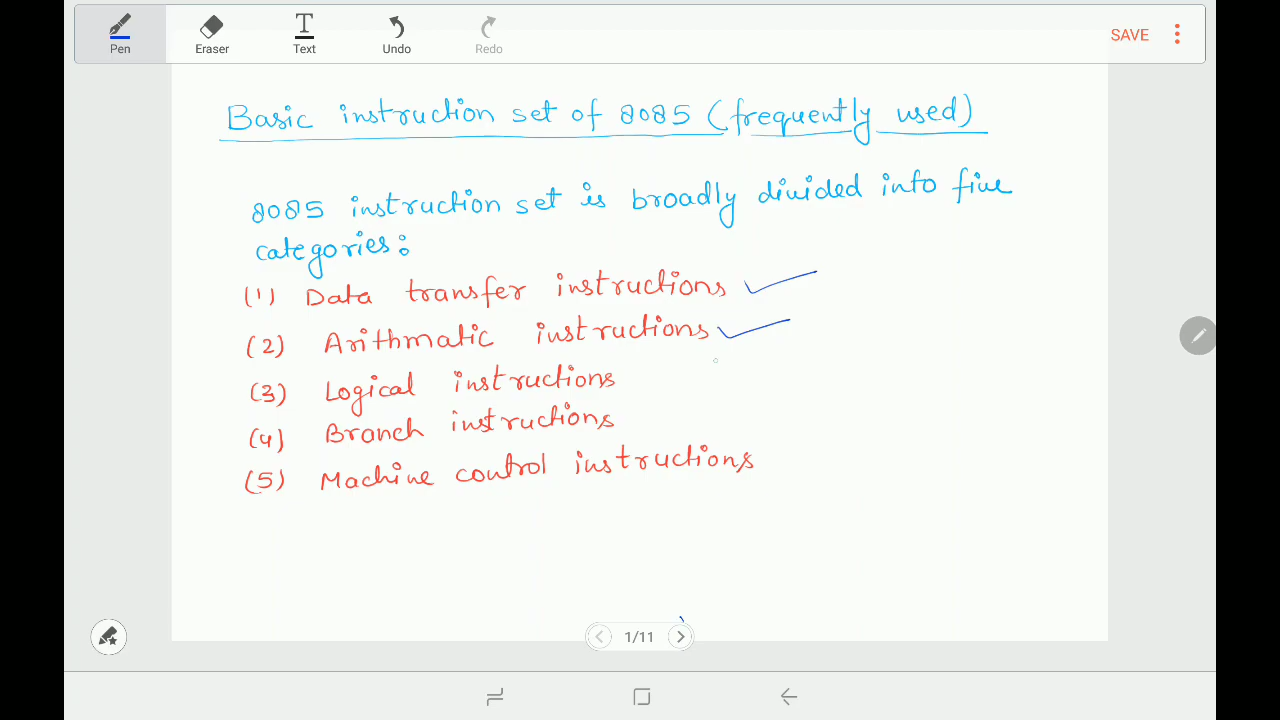 Pen
Eraser
Text
Undo
Redo
SAVE
Basic instruction set of 8085 (frequently used)
8085 instruction set is broadly divided into five
categories:
(1) Data transfer instructions
(2) Arithmatic instructions
(3) Logical instructions
(4) Branch instructions
(5) Machine control instructions
1/11